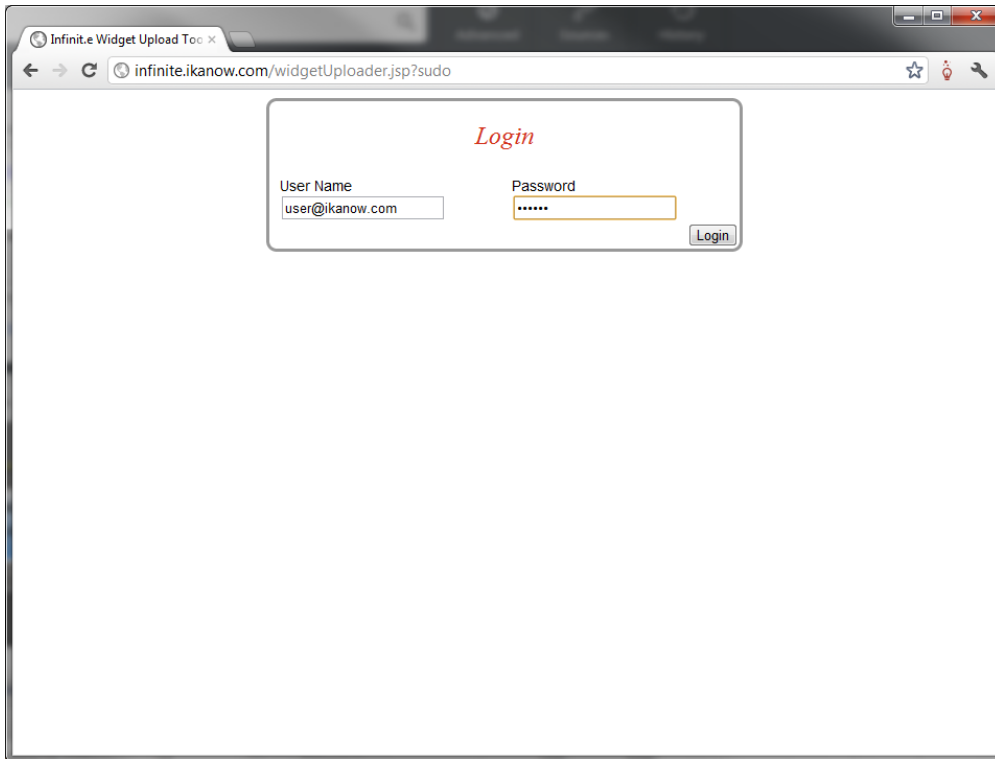 Infinit.e Widget Upload Too
infinite.ikanow.com/widgetUploader.jsp?sudo
Login
User Name
Password
user@ikanow.com
••••••
Login